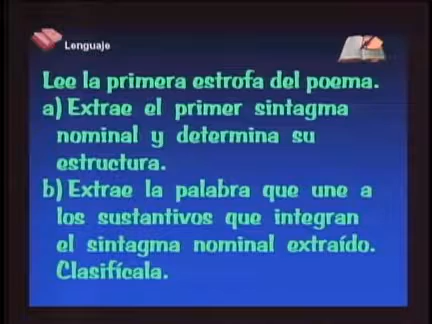 Lenguaje
Lee la primera estrofa del poema.
a) Extrae el primer sintagma
nominal y determina su
estructura.
b) Extrae la palabra que une a
los sustantivos que integran
el sintagma nominal extraído.
Clasifícala.